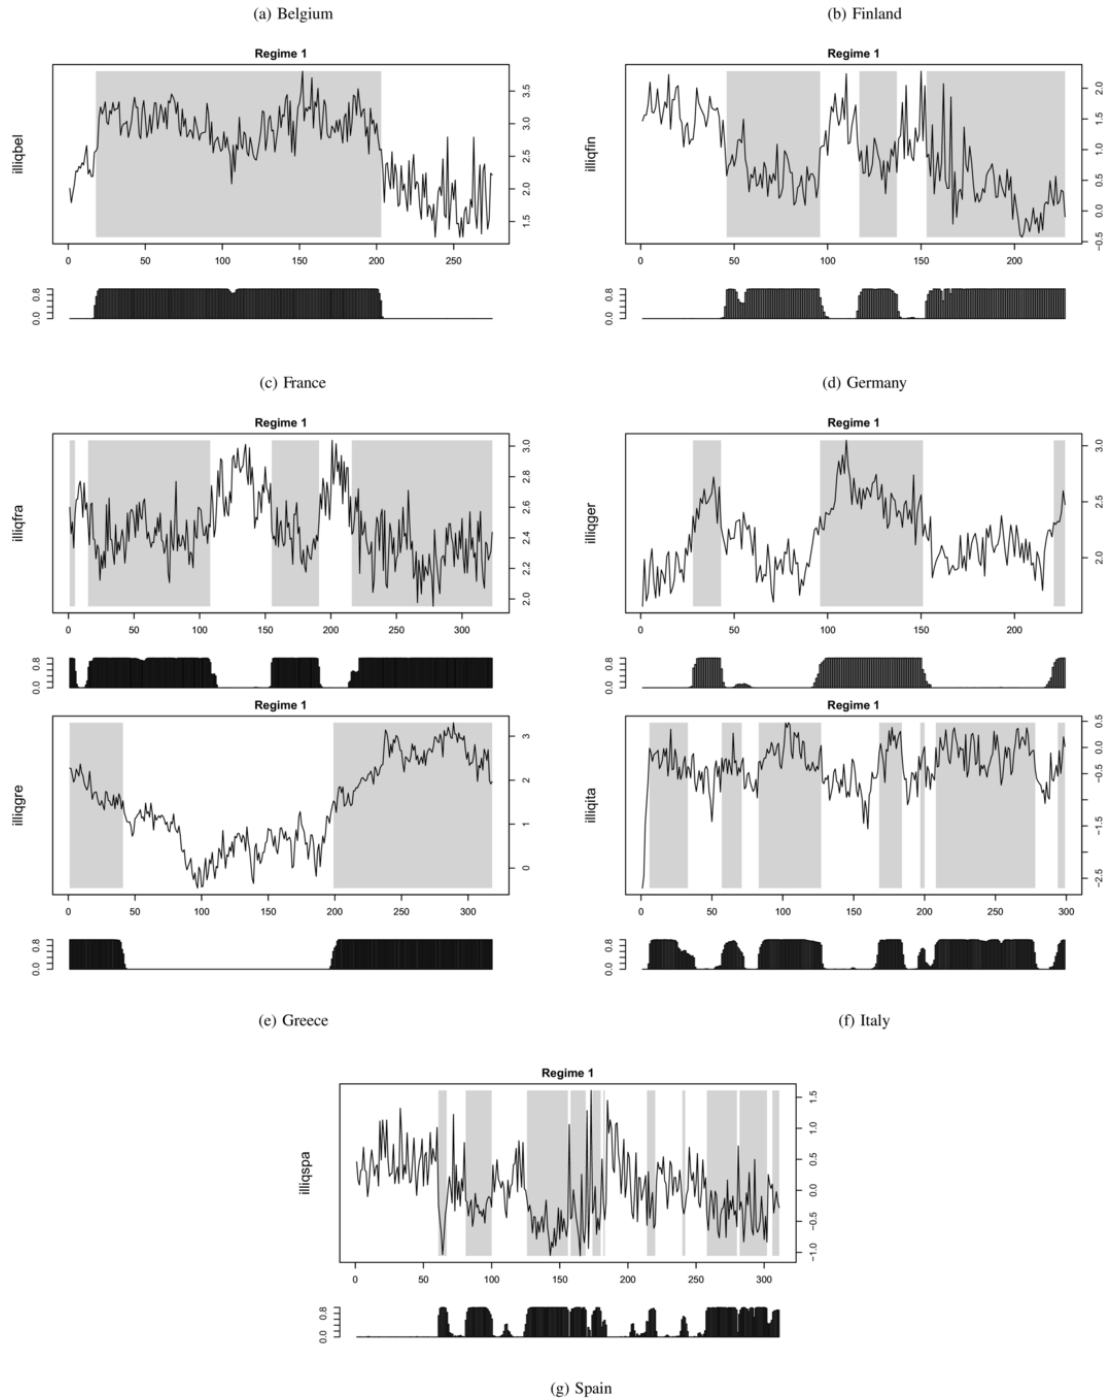 (a) Belgium
(b) Finland
Regime 1
Regime 1
illiqbel
1.5 2.0 2.5 3.0 3.5
0 50 100 150 200 250
0.0 0.8
illiqfin
−0.5 0.0 0.5 1.0 1.5 2.0
0 50 100 150 200
0.0 0.8
(c) France
(d) Germany
Regime 1
Regime 1
illiqfra
2.0 2.2 2.4 2.6 2.8 3.0
0 50 100 150 200 250 300
0.0 0.8
illiqger
2.0 2.5 3.0
0 50 100 150 200
0.0 0.8
Regime 1
Regime 1
illiqgre
0 1 2 3
0 50 100 150 200 250 300
0.0 0.8
illiqita
−2.5 −1.5 −0.5 0.5
0 50 100 150 200 250 300
0.0 0.8
(e) Greece
(f) Italy
Regime 1
illiqspa
−1.0 −0.5 0.0 0.5 1.0 1.5
0 50 100 150 200 250 300
0.0 0.8
(g) Spain